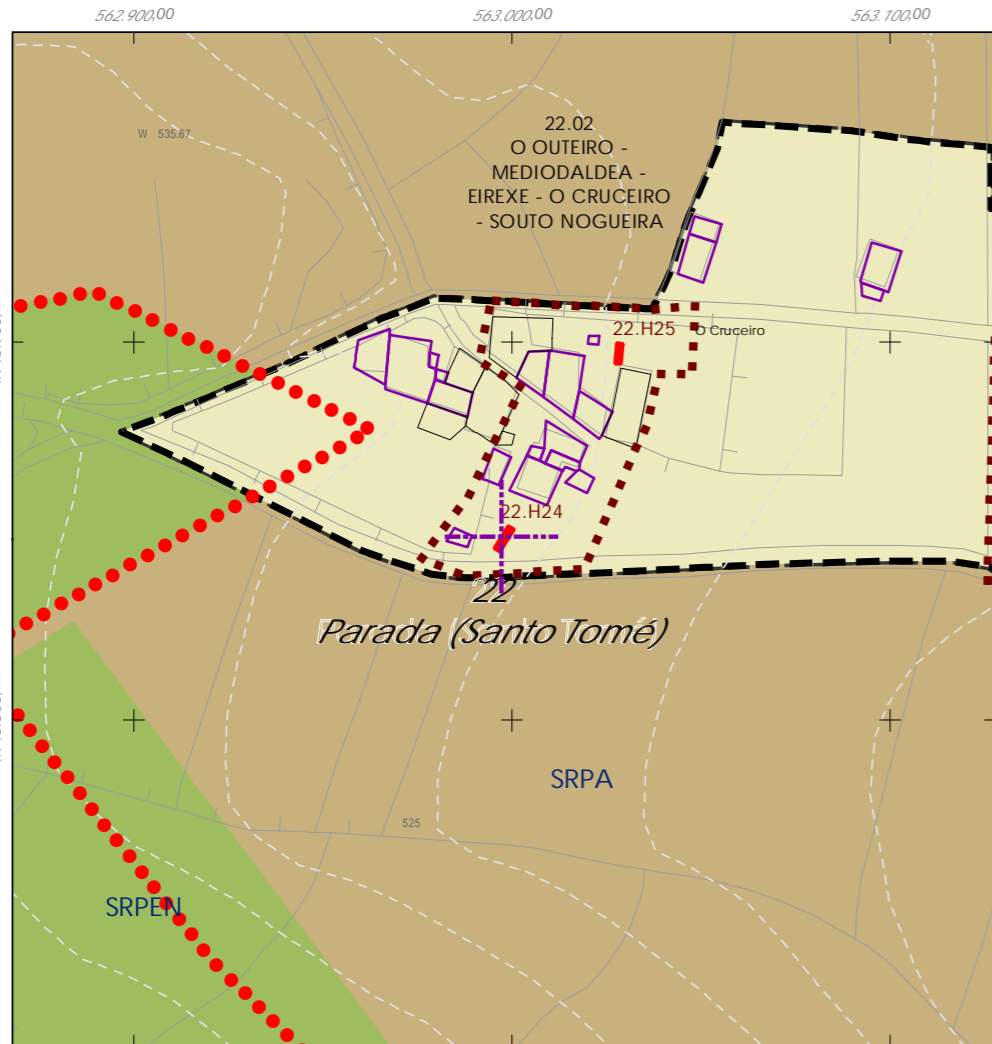 562.900,00
563.000,00
563.100,00
W 535.67
22.02
O OUTEIRO -
MEDIODALDEA -
EIREXE - O CRUCEIRO
- SOUTO NOGUEIRA
22.H25
O Cruceiro
22.H24
22
Parada (Santo Tomé)
SRPA
525
SRPEN